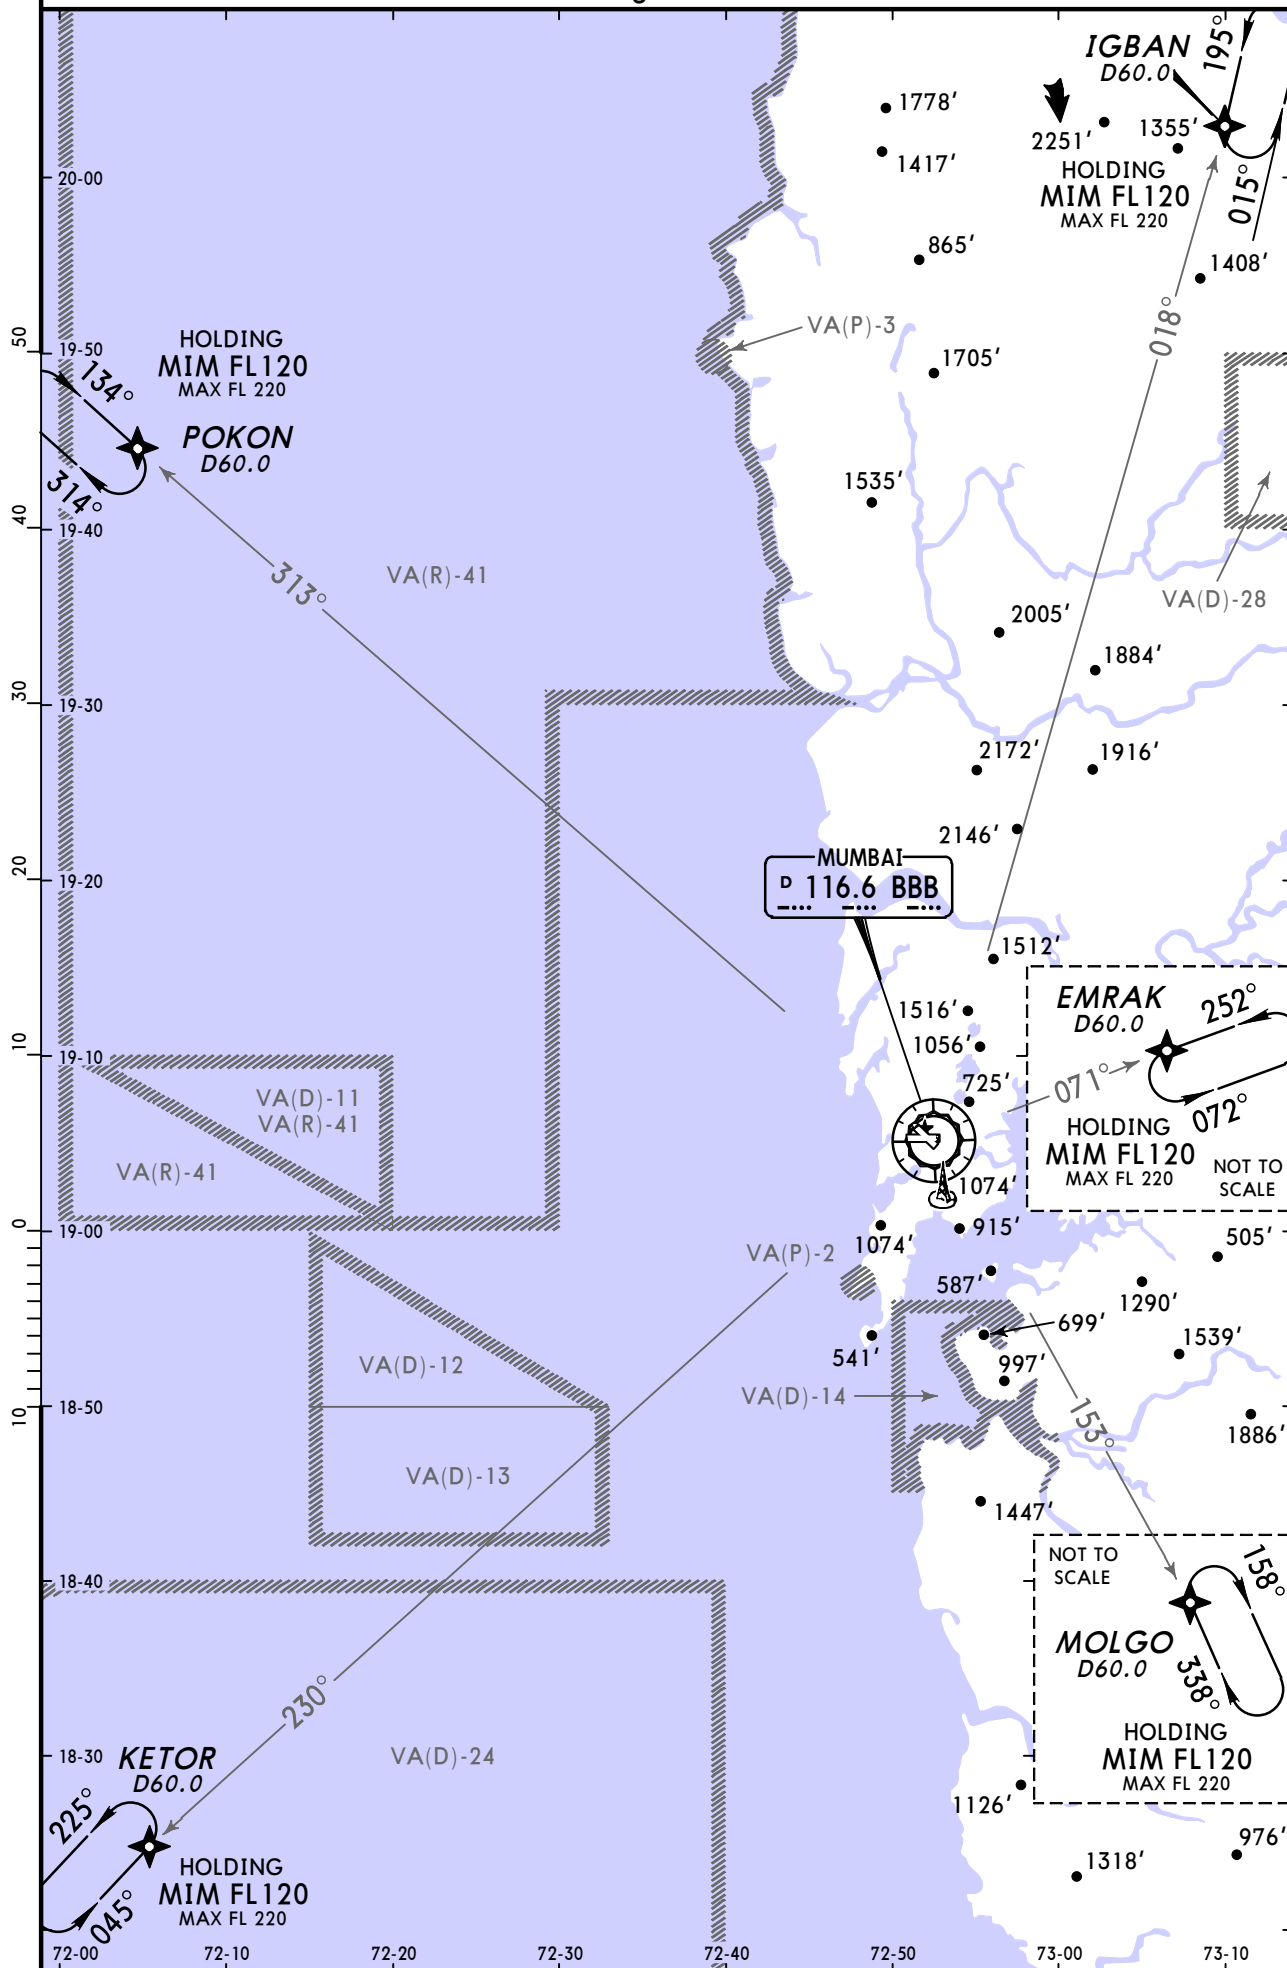 IGBAN
D60.0
195°
1778'
1417'
2251'
1355'
HOLDING
MIM FL120
MAX FL 220
015°
20-00
865'
1408'
VA(P)-3
018°
50
19-50
HOLDING
MIM FL120
MAX FL 220
134°
1705'
POKON
D60.0
314°
1535'
40
19-40
313°
VA(R)-41
VA(D)-28
2005'
1884'
30
19-30
2172'
1916'
2146'
20
19-20
MUMBAI
D 116.6 BBB
1512'
EMRAK
D60.0
252°
1516'
1056'
10
19-10
071°
725'
072°
VA(D)-11
VA(R)-41
HOLDING
MIM FL120
MAX FL 220
NOT TO
SCALE
VA(R)-41
1074'
0
19-00
1074'
915'
505'
VA(P)-2
587'
1290'
699'
1539'
541'
VA(D)-12
997'
VA(D)-14
10
18-50
153°
1886'
VA(D)-13
1447'
NOT TO
SCALE
158°
18-40
MOLGO
D60.0
338°
230°
HOLDING
MIM FL120
MAX FL 220
18-30
KETOR
D60.0
VA(D)-24
225°
1126'
976'
1318'
HOLDING
MIM FL120
MAX FL 220
045°
72-00
72-10
72-20
72-30
72-40
72-50
73-00
73-10